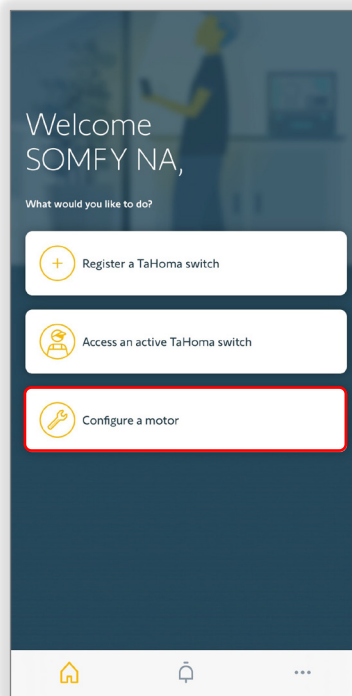 Welcome
SOMFY NA,
What would you like to do?
Register a TaHoma switch
Access an active TaHoma switch
Configure a motor